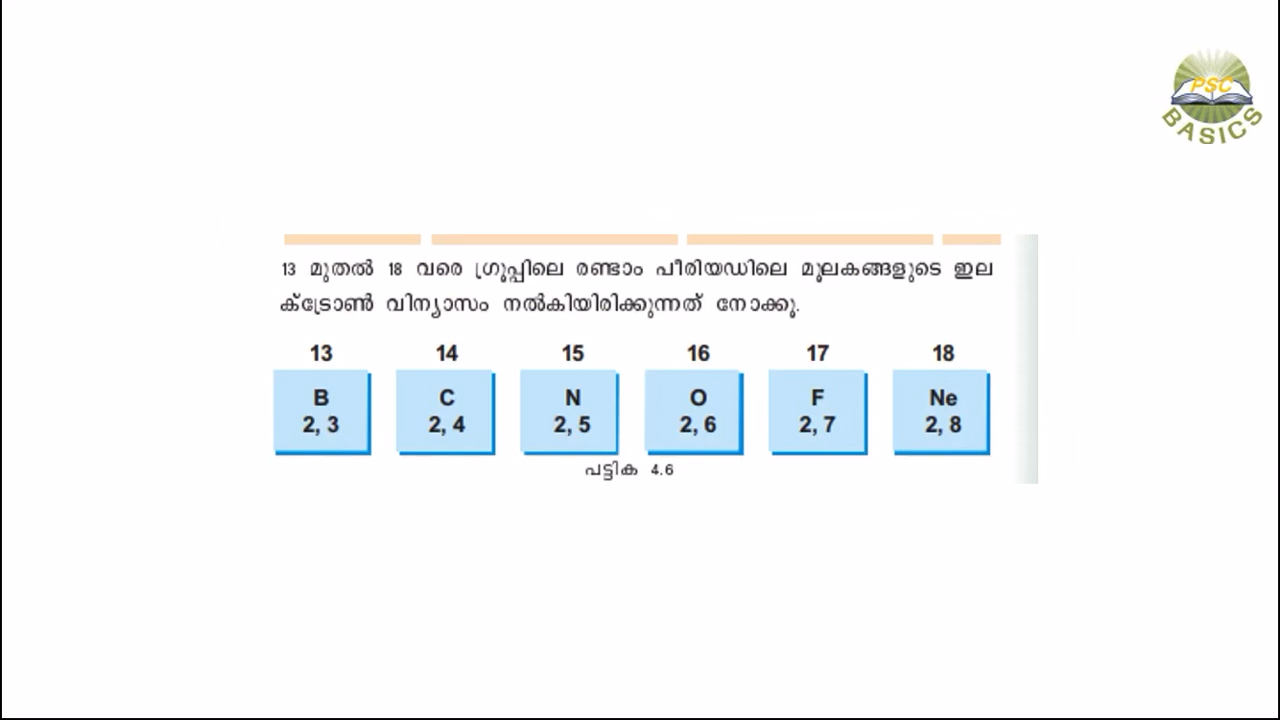 PSC
BASICS
13 മുതൽ 18 വരെ ഗ്രൂപ്പിലെ രണ്ടാം പീരിയഡിലെ മൂലകങ്ങളുടെ ഇല
ക്ട്രോൺ വിന്യാസം നൽകിയിരിക്കുന്നത് നോക്കൂ.
13 14 15 16 17 18
B C N O F Ne
2, 3 2, 4 2, 5 2, 6 2, 7 2, 8
പട്ടിക 4.6